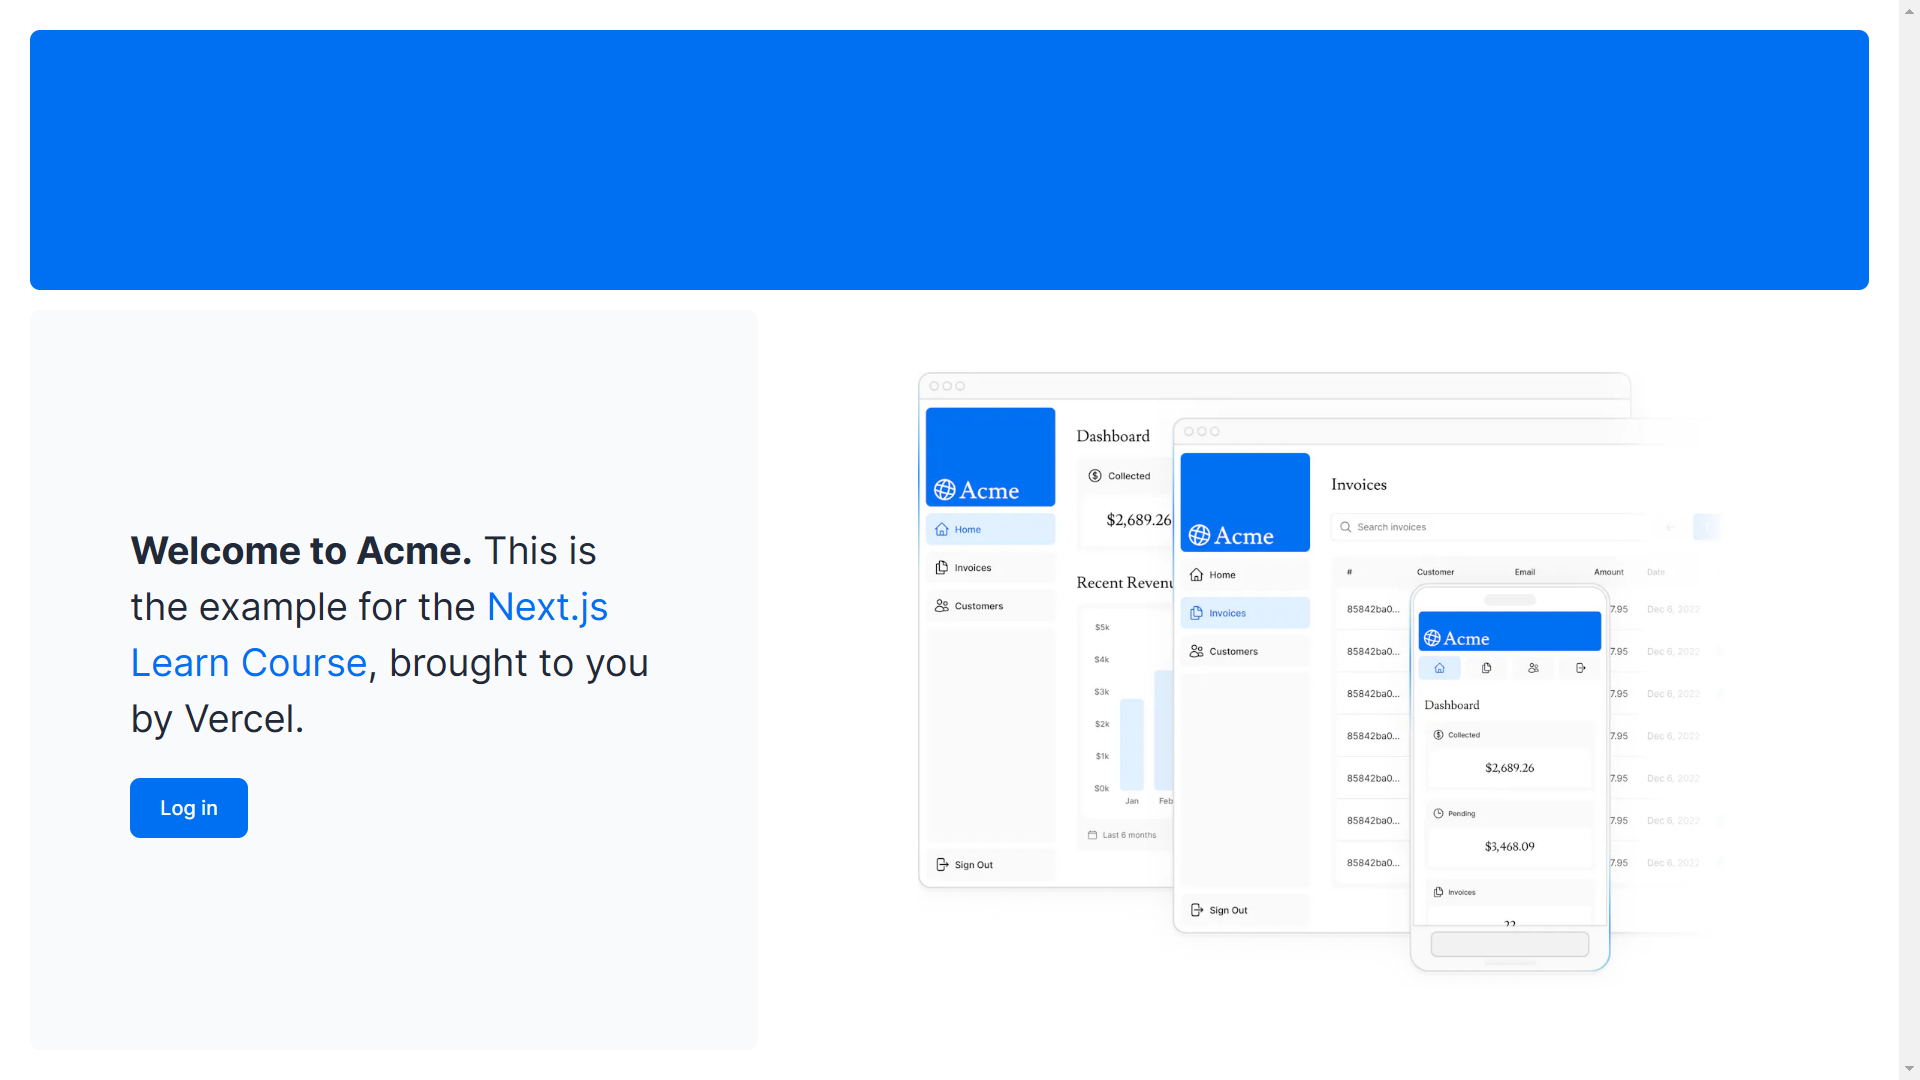 Welcome to Acme. This is
the example for the Next.js
Learn Course, brought to you
by Vercel.
Log in
Acme
Home
Invoices
Customers
Sign Out
Dashboard
Collected
$2,689.26
Recent Revenu
$5k
$4k
$3k
$2k
$1k
$0k
Jan
Feb
Last 6 months
Acme
Home
Invoices
Customers
Sign Out
Invoices
Search invoices
# Customer Email Amount Date
85842ba0... 7.95 Dec 6, 2022
85842ba0... 7.95 Dec 6, 2022
85842ba0... 7.95 Dec 6, 2022
85842ba0... 7.95 Dec 6, 2022
85842ba0... 7.95 Dec 6, 2022
85842ba0... 7.95 Dec 6, 2022
85842ba0... 7.95 Dec 6, 2022
Acme
Dashboard
Collected
$2,689.26
Pending
$3,468.09
Invoices
22